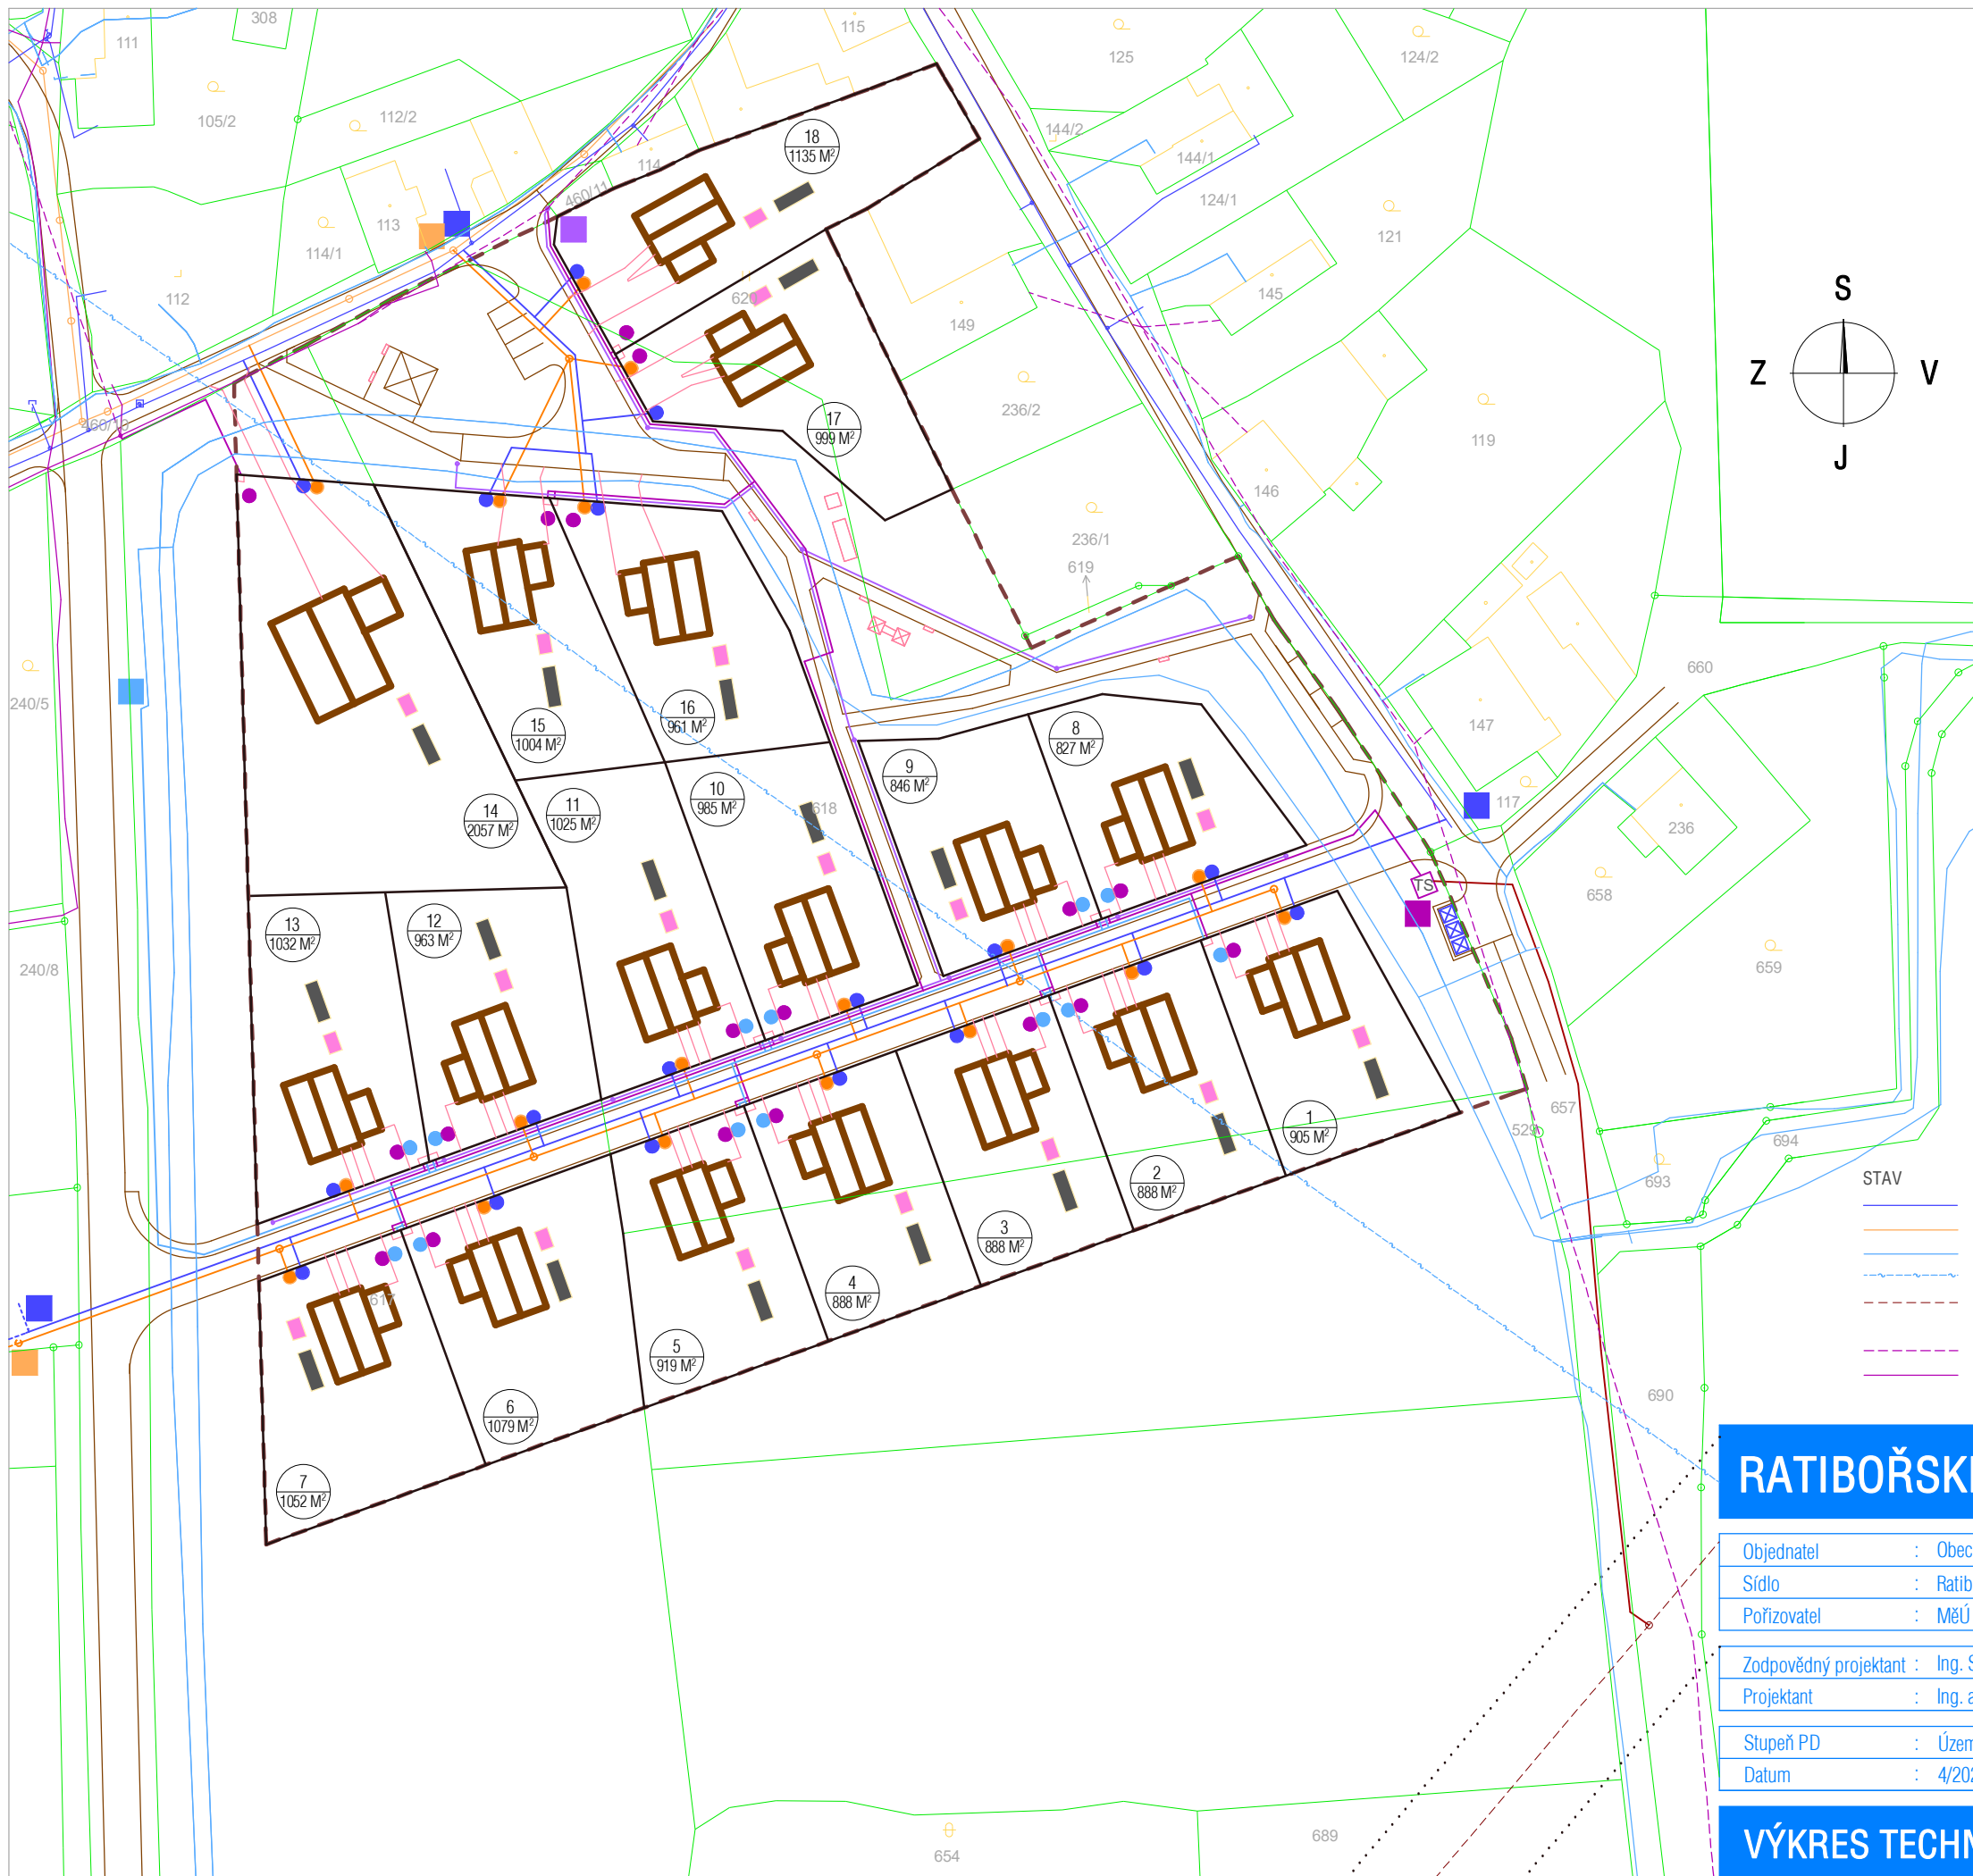 308
111
115
125
124/2
105/2
112/2
144/2
18
1135 M²
114
144/1
460/11
113
124/1
114/1
121
145
112
620
149
S
Z
V
J
236/2
17
999 M²
119
460/10
146
236/1
619
240/5
660
15
1004 M²
16
961 M²
147
8
827 M²
9
846 M²
10
985 M²
618
11
1025 M²
14
2057 M²
117
236
TS
658
13
1032 M²
12
963 M²
240/8
659
657
1
905 M²
529
694
2
888 M²
693
STAV
3
888 M²
4
888 M²
617
5
919 M²
690
6
1079 M²
7
1052 M²
RATIBOŘSK
Objednatel : Obec
Sídlo : Ratib
Pořizovatel : MěÚ
Zodpovědný projektant : Ing. S
Projektant : Ing. a
Stupeň PD : Územ
Datum : 4/202
689
654
VÝKRES TECHN